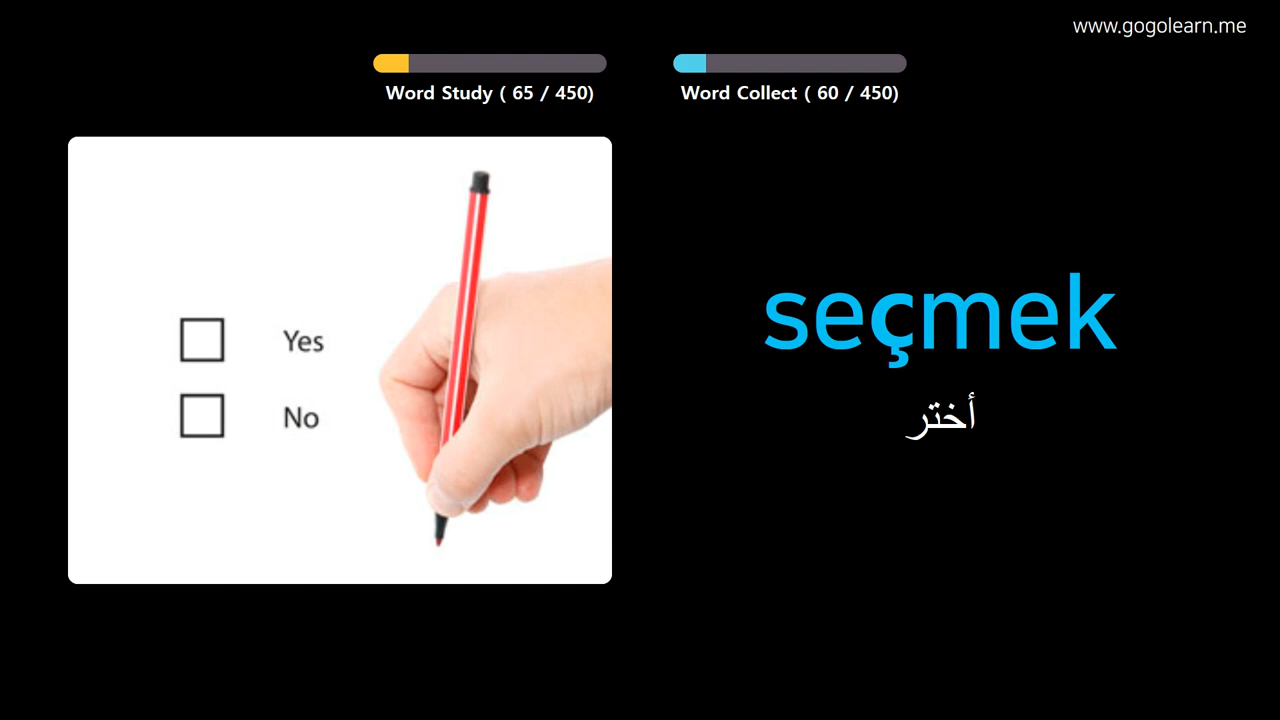 www.gogolearn.me
Word Study ( 65 / 450)
Word Collect ( 60 / 450)
Yes
No
seçmek
أختر